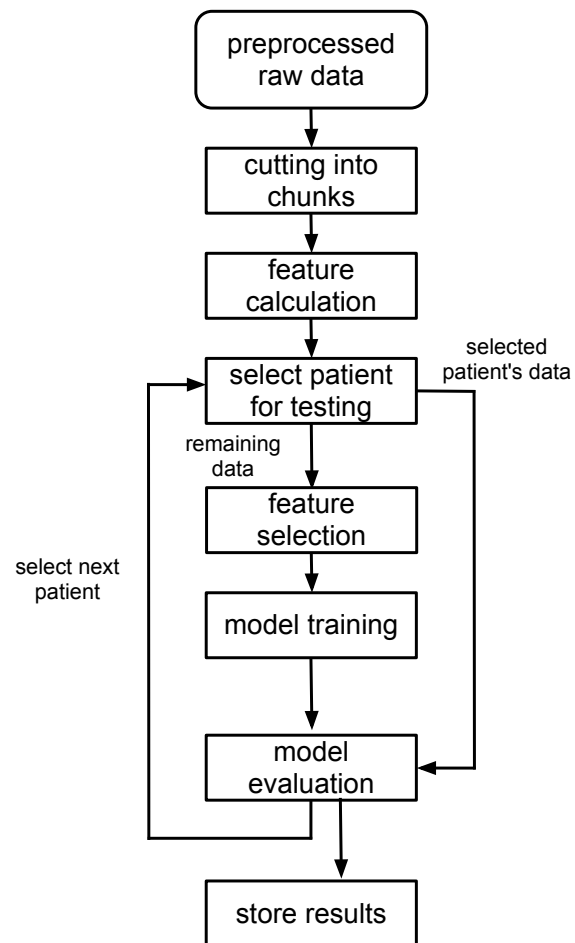 preprocessed
raw data
cutting into
chunks
feature
calculation
selected
patient's data
select patient
for testing
remaining
data
feature
selection
select next
patient
model training
model
evaluation
store results